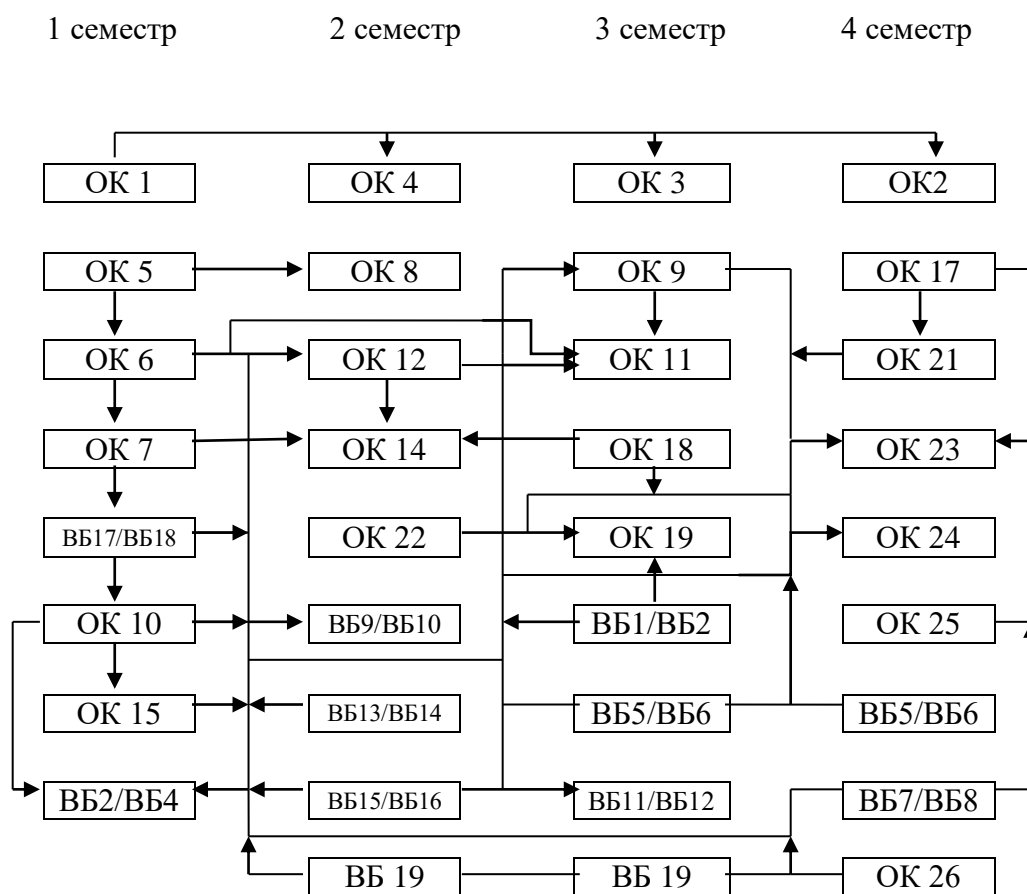 1 семестр 2 семестр 3 семестр 4 семестр
ОК 1 ОК 4 ОК 3 ОК2
ОК 5 ОК 8 ОК 9 ОК 17
ОК 6 ОК 12 ОК 11 ОК 21
ОК 7 ОК 14 ОК 18 ОК 23
ВБ17/ВБ18 ОК 22 ОК 19 ОК 24
ОК 10 ВБ9/ВБ10 ВБ1/ВБ2 ОК 25
ОК 15 ВБ13/ВБ14 ВБ5/ВБ6 ВБ5/ВБ6
ВБ2/ВБ4 ВБ15/ВБ16 ВБ11/ВБ12 ВБ7/ВБ8
ВБ 19 ВБ 19 ОК 26